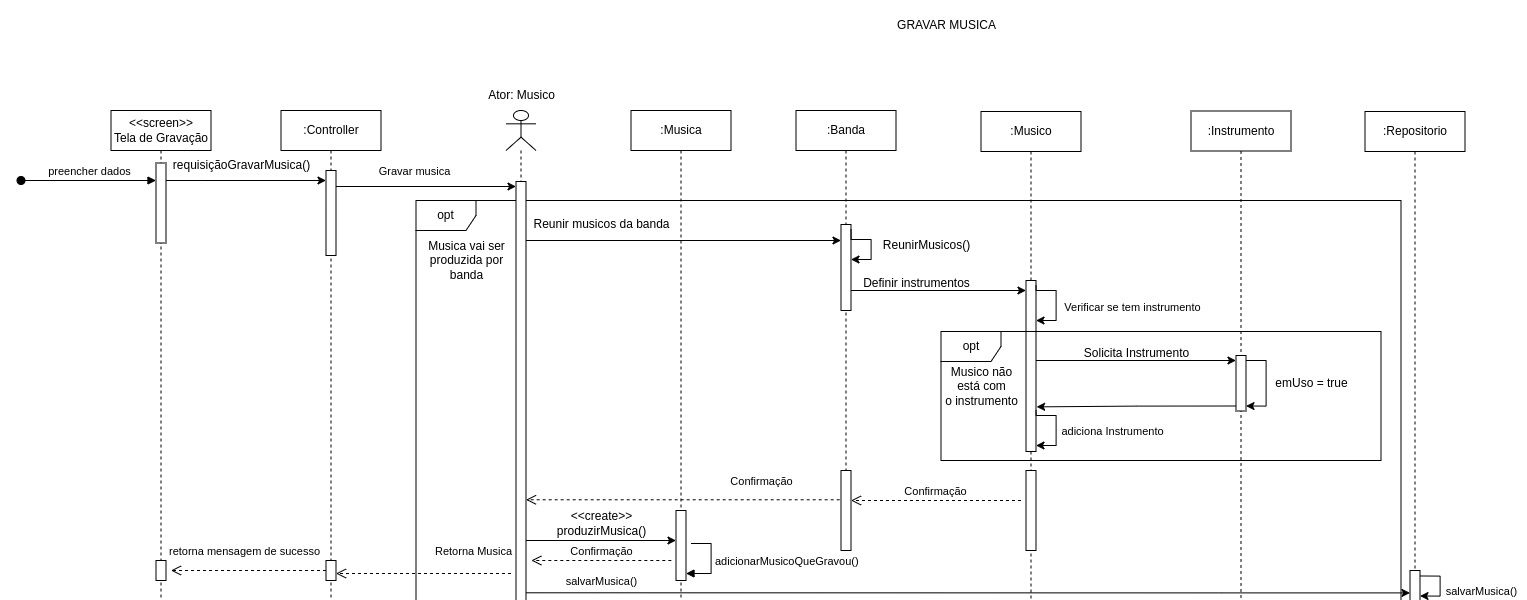 GRAVAR MUSICA
Ator: Musico
<<screen>>
Tela de Gravação
:Controller
:Musica
:Banda
:Musico
:Instrumento
:Repositorio
preencher dados
requisiçãoGravarMusica()
Gravar musica
opt
Musica vai ser
produzida por
banda
Reunir musicos da banda
ReunirMusicos()
Definir instrumentos
Verificar se tem instrumento
opt
Musico não
está com
o instrumento
Solicita Instrumento
emUso = true
adiciona Instrumento
Confirmação
Confirmação
<<create>>
produzirMusica()
retorna mensagem de sucesso
Retorna Musica
Confirmação
adicionarMusicoQueGravou()
salvarMusica()
salvarMusica()